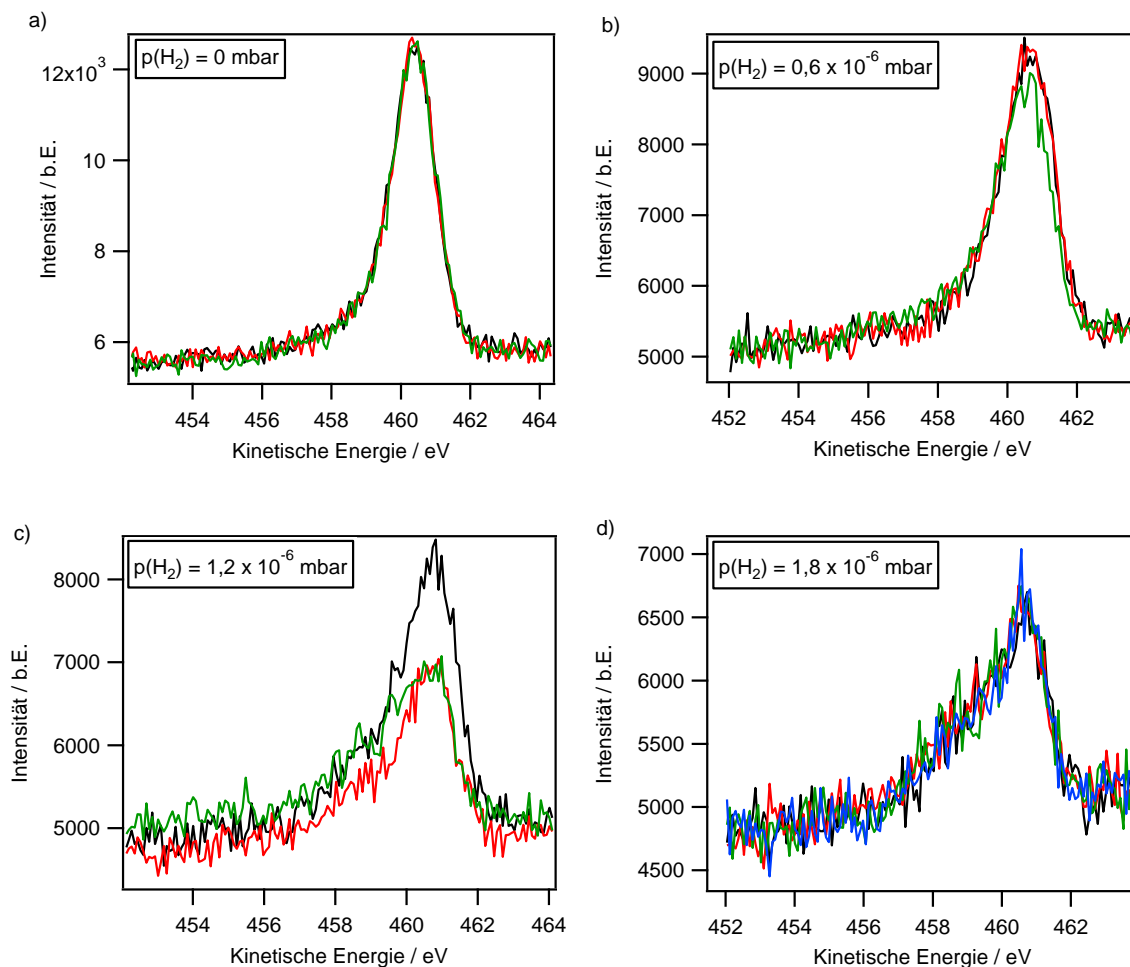 a)
p(H₂) = 0 mbar
Intensität / b.E.
12x10³
10
8
6
454 456 458 460 462 464
Kinetische Energie / eV
b)
p(H₂) = 0,6 x 10⁻⁶ mbar
Intensität / b.E.
9000
8000
7000
6000
5000
452 454 456 458 460 462
Kinetische Energie / eV
c)
p(H₂) = 1,2 x 10⁻⁶ mbar
Intensität / b.E.
8000
7000
6000
5000
454 456 458 460 462 464
Kinetische Energie / eV
d)
p(H₂) = 1,8 x 10⁻⁶ mbar
Intensität / b.E.
7000
6500
6000
5500
5000
4500
452 454 456 458 460 462
Kinetische Energie / eV